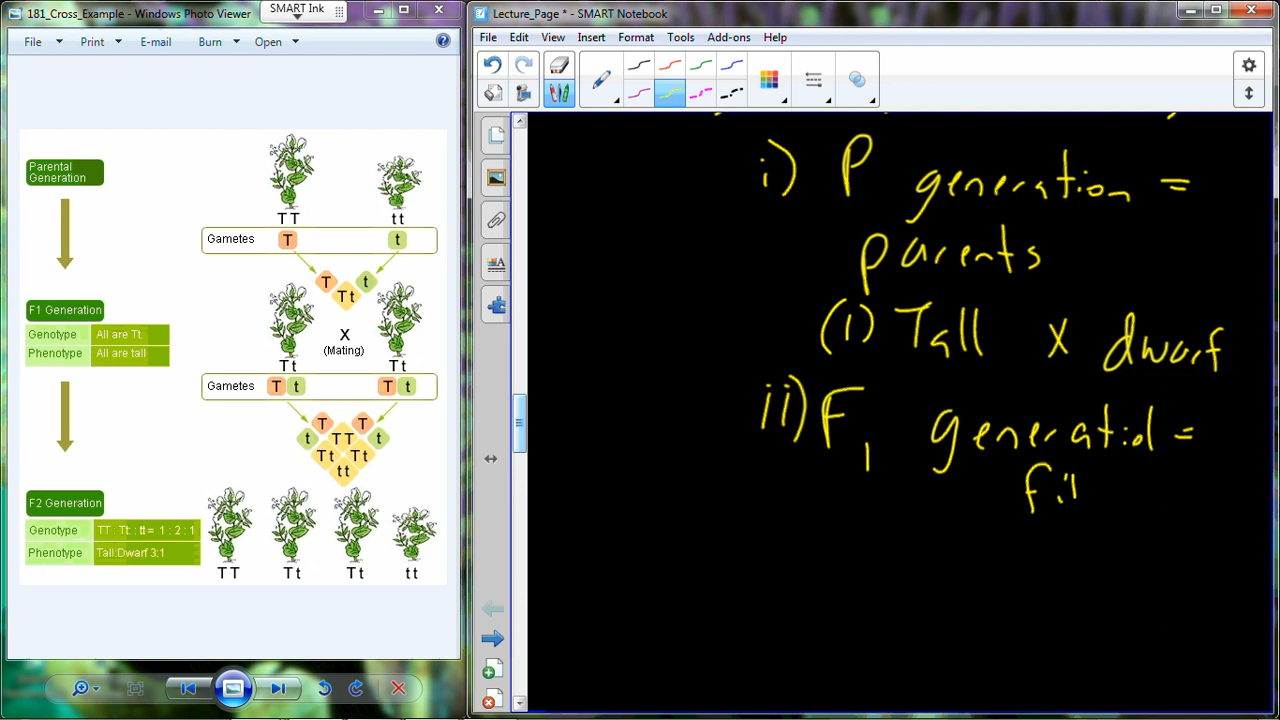 181_Cross_Example - Windows Photo Viewer
SMART Ink
File Print E-mail Burn Open
Parental
Generation
TT tt
Gametes T t
T t
Tt
F1 Generation
Genotype All are Tt.
Phenotype All are tall
X
(Mating)
Tt Tt
Gametes T t T t
T T
t TT t
Tt Tt
tt
F2 Generation
Genotype TT : Tt : tt = 1 : 2 : 1
Phenotype Tall:Dwarf 3:1
TT Tt Tt tt
Lecture_Page * - SMART Notebook
File Edit View Insert Format Tools Add-ons Help
i) P generation =
parents
(1) Tall x dwarf
ii) F1 generation =
fil